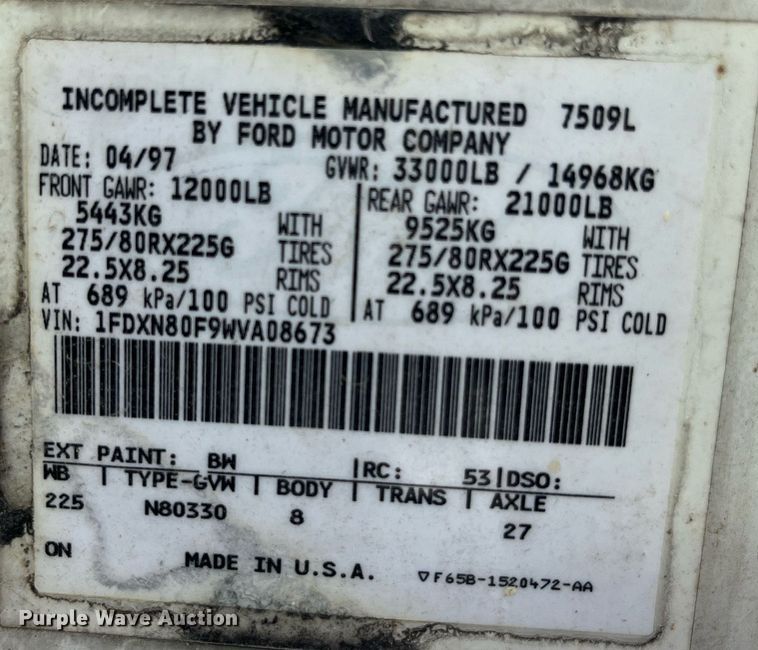 INCOMPLETE VEHICLE MANUFACTURED 7509L
BY FORD MOTOR COMPANY
DATE: 04/97 GVWR: 33000LB / 14968KG
FRONT GAWR: 12000LB REAR GAWR: 21000LB
5443KG WITH 9525KG WITH
275/80RX225G TIRES 275/80RX225G TIRES
22.5X8.25 RIMS 22.5X8.25 RIMS
AT 689 kPa/100 PSI COLD AT 689 kPa/100 PSI COLD
VIN: 1FDXN80F9WVA08673
EXT PAINT: BW RC: 53 DSO:
WB TYPE-GVW BODY TRANS AXLE
225 N80330 8 27
ON MADE IN U.S.A. ▽F65B-1520472-AA
Purple Wave Auction